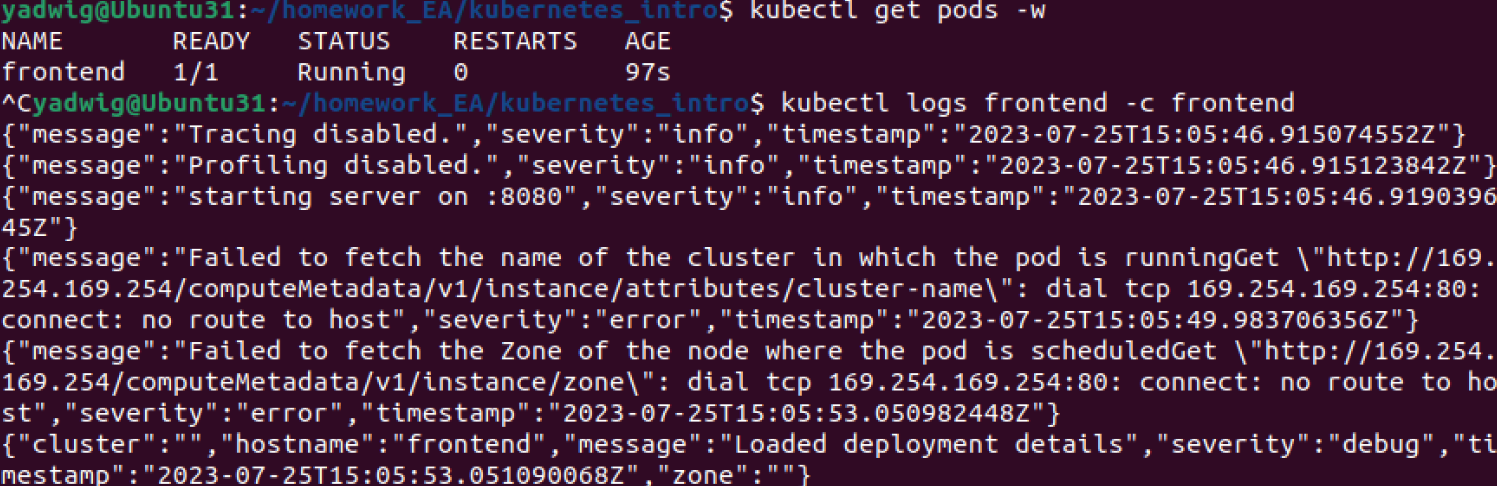 yadwig@Ubuntu31:~/homework_EA/kubernetes_intro$ kubectl get pods -w
NAME       READY   STATUS    RESTARTS   AGE
frontend   1/1     Running   0          97s
^Cyadwig@Ubuntu31:~/homework_EA/kubernetes_intro$ kubectl logs frontend -c frontend
{"message":"Tracing disabled.","severity":"info","timestamp":"2023-07-25T15:05:46.915074552Z"}
{"message":"Profiling disabled.","severity":"info","timestamp":"2023-07-25T15:05:46.915123842Z"}
{"message":"starting server on :8080","severity":"info","timestamp":"2023-07-25T15:05:46.9190396
45Z"}
{"message":"Failed to fetch the name of the cluster in which the pod is runningGet \"http://169.
254.169.254/computeMetadata/v1/instance/attributes/cluster-name\": dial tcp 169.254.169.254:80:
connect: no route to host","severity":"error","timestamp":"2023-07-25T15:05:49.983706356Z"}
{"message":"Failed to fetch the Zone of the node where the pod is scheduledGet \"http://169.254.
169.254/computeMetadata/v1/instance/zone\": dial tcp 169.254.169.254:80: connect: no route to ho
st","severity":"error","timestamp":"2023-07-25T15:05:53.050982448Z"}
{"cluster":"","hostname":"frontend","message":"Loaded deployment details","severity":"debug","ti
mestamp":"2023-07-25T15:05:53.051090068Z","zone":""}